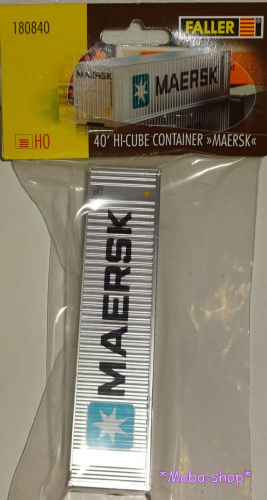 180840
FALLER
MAERSK
MAERSK
H0
40' HI-CUBE CONTAINER »MAERSK«
MAERSK
*Moba-shop*